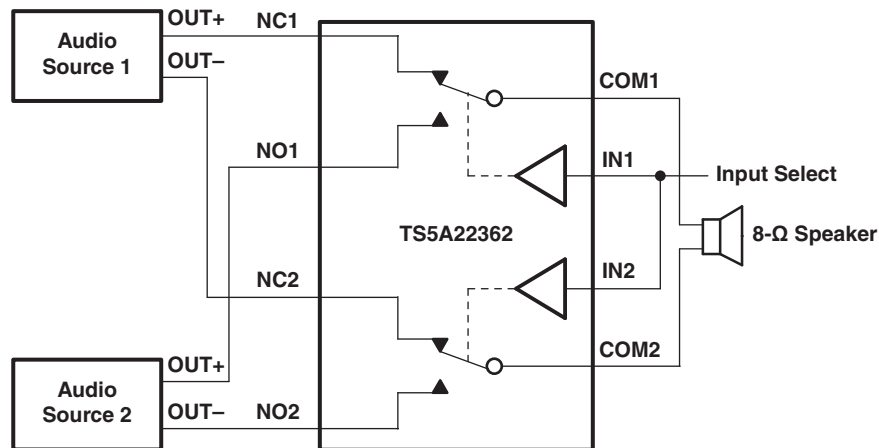 Audio
Source 1
OUT+
OUT–
NC1
NO1
NC2
NO2
Audio
Source 2
OUT+
OUT–
TS5A22362
COM1
IN1
Input Select
8-Ω Speaker
IN2
COM2